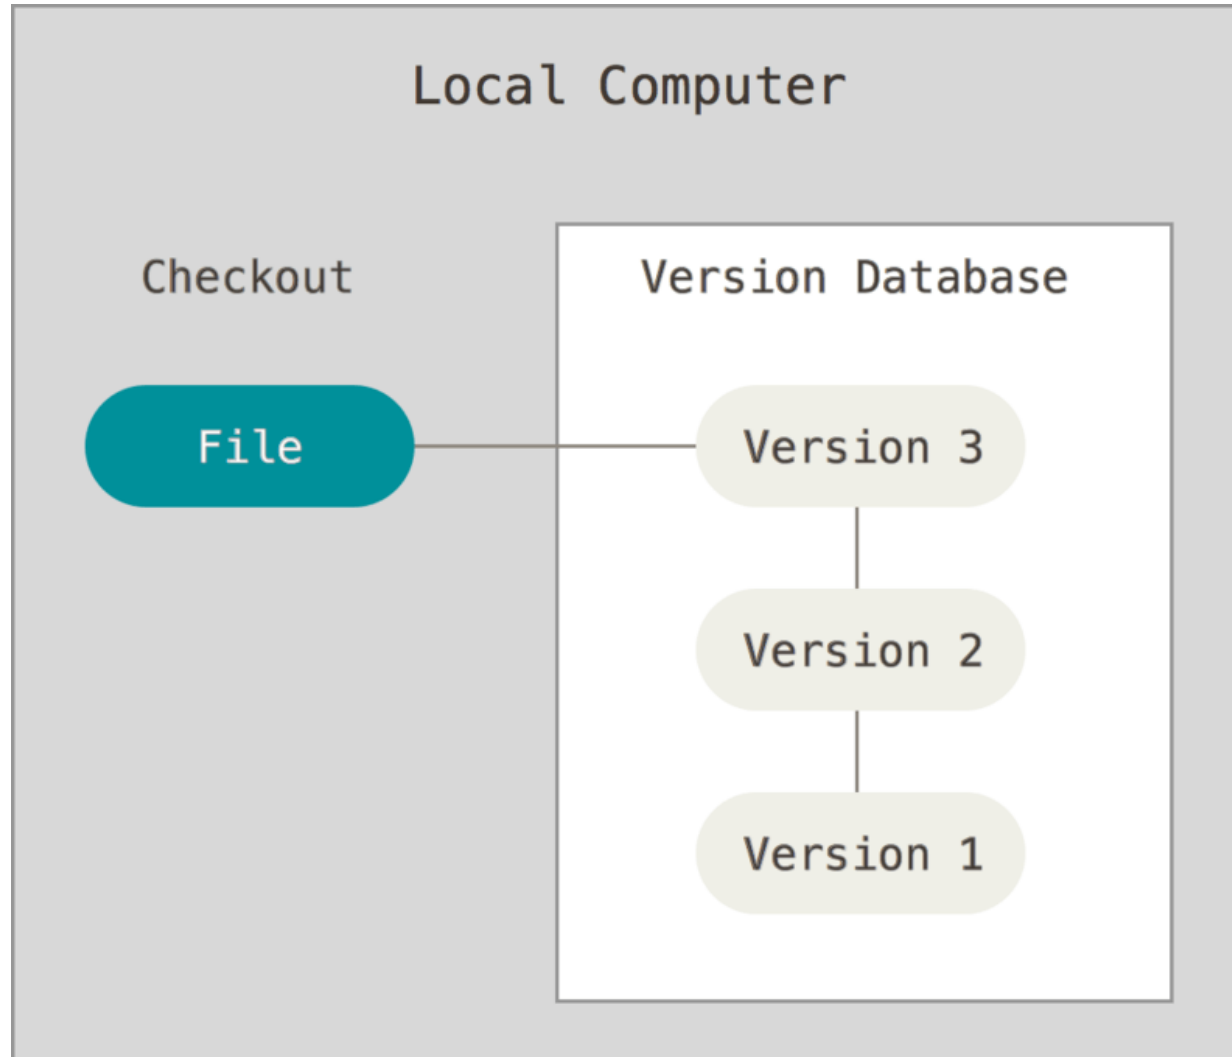 Local Computer
Checkout
Version Database
File
Version 3
Version 2
Version 1